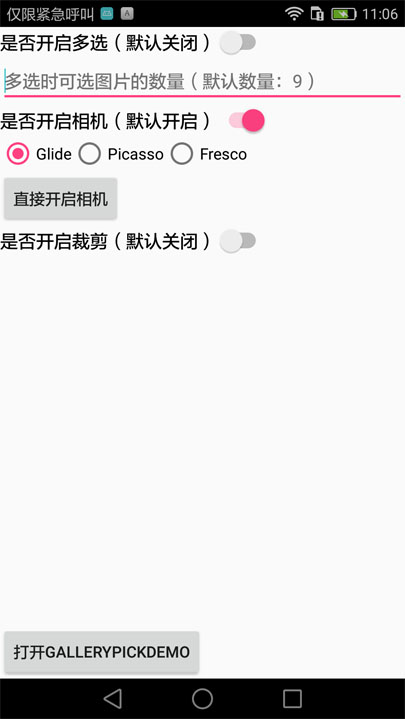 仅限紧急呼叫 A 11:06
是否开启多选（默认关闭）
多选时可选图片的数量（默认数量：9）
是否开启相机（默认开启）
Glide Picasso Fresco
直接开启相机
是否开启裁剪（默认关闭）
打开GALLERYPICKDEMO